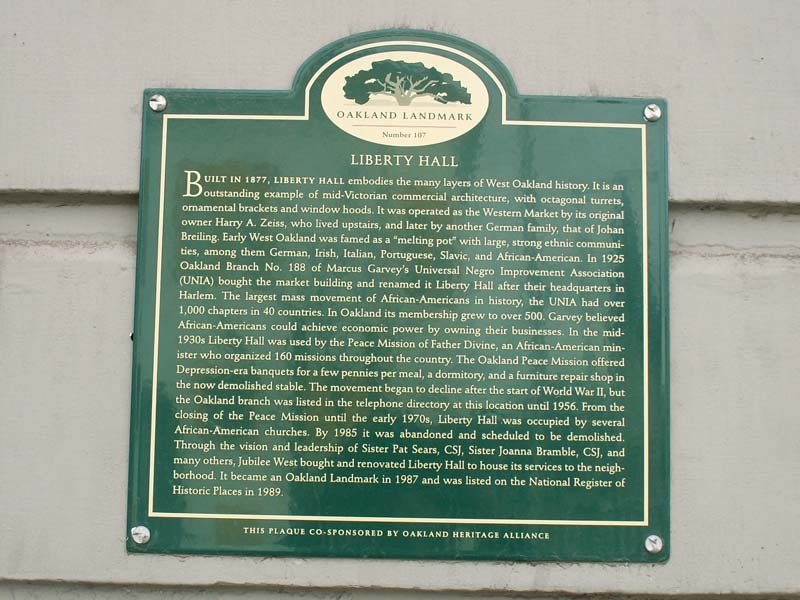 OAKLAND LANDMARK
Number 107
LIBERTY HALL
BUILT IN 1877, LIBERTY HALL embodies the many layers of West Oakland history. It is an
outstanding example of mid-Victorian commercial architecture, with octagonal turrets,
ornamental brackets and window hoods. It was operated as the Western Market by its original
owner Harry A. Zeiss, who lived upstairs, and later by another German family, that of Johan
Breiling. Early West Oakland was famed as a "melting pot" with large, strong ethnic communi-
ties, among them German, Irish, Italian, Portuguese, Slavic, and African-American. In 1925
Oakland Branch No. 188 of Marcus Garvey's Universal Negro Improvement Association
(UNIA) bought the market building and renamed it Liberty Hall after their headquarters in
Harlem. The largest mass movement of African-Americans in history, the UNIA had over
1,000 chapters in 40 countries. In Oakland its membership grew to over 500. Garvey believed
African-Americans could achieve economic power by owning their businesses. In the mid-
1930s Liberty Hall was used by the Peace Mission of Father Divine, an African-American min-
ister who organized 160 missions throughout the country. The Oakland Peace Mission offered
Depression-era banquets for a few pennies per meal, a dormitory, and a furniture repair shop in
the now demolished stable. The movement began to decline after the start of World War II, but
the Oakland branch was listed in the telephone directory at this location until 1956. From the
closing of the Peace Mission until the early 1970s, Liberty Hall was occupied by several
African-American churches. By 1985 it was abandoned and scheduled to be demolished.
Through the vision and leadership of Sister Pat Sears, CSJ, Sister Joanna Bramble, CSJ, and
many others, Jubilee West bought and renovated Liberty Hall to house its services to the neigh-
borhood. It became an Oakland Landmark in 1987 and was listed on the National Register of
Historic Places in 1989.
THIS PLAQUE CO-SPONSORED BY OAKLAND HERITAGE ALLIANCE